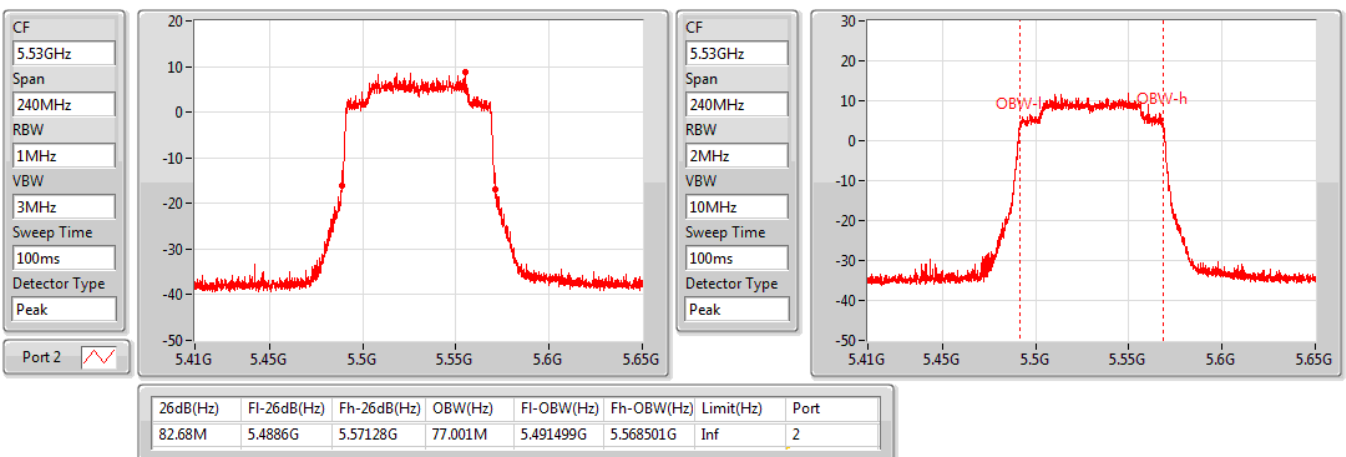 CF
5.53GHz
Span
240MHz
RBW
1MHz
VBW
3MHz
Sweep Time
100ms
Detector Type
Peak
Port 2
20
10
0
-10
-20
-30
-40
-50
5.41G 5.45G 5.5G 5.55G 5.6G 5.65G
CF
5.53GHz
Span
240MHz
RBW
2MHz
VBW
10MHz
Sweep Time
100ms
Detector Type
Peak
30
20
10
0
-10
-20
-30
-40
-50
OBW-l OBW-h
5.41G 5.45G 5.5G 5.55G 5.6G 5.65G
26dB(Hz) Fl-26dB(Hz) Fh-26dB(Hz) OBW(Hz) Fl-OBW(Hz) Fh-OBW(Hz) Limit(Hz) Port
82.68M 5.4886G 5.57128G 77.001M 5.491499G 5.568501G Inf 2